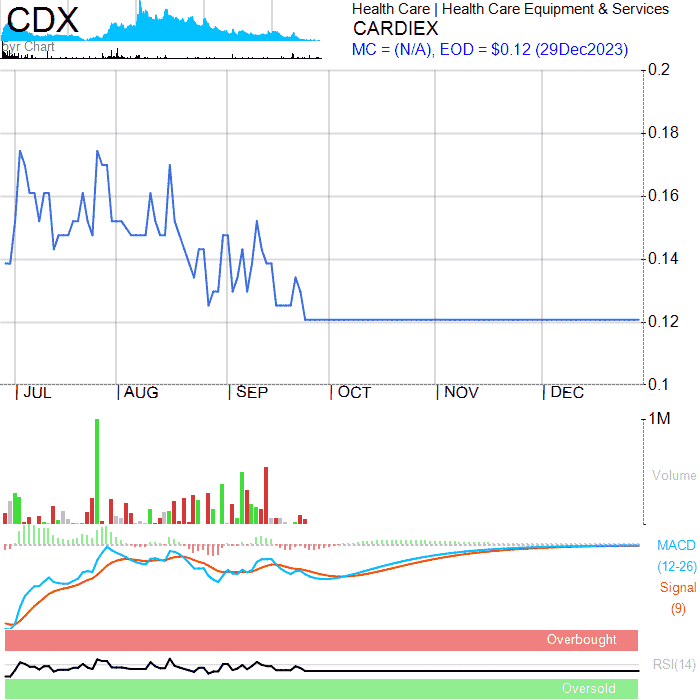 CDX
Health Care | Health Care Equipment & Services
CARDIEX
MC = (N/A), EOD = $0.12 (29Dec2023)
Chart
0.2
0.18
0.16
0.14
0.12
0.1
JUL AUG SEP OCT NOV DEC
1M
Volume
MACD
(12-26)
Signal
(9)
Overbought
RSI(14)
Oversold